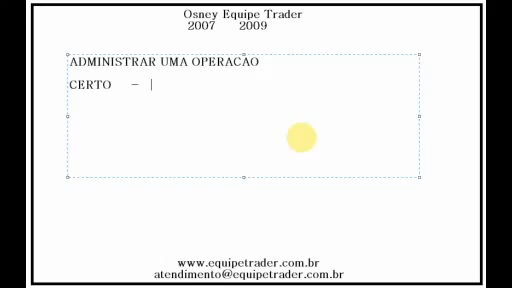 Osney Equipe Trader
2007 2009
ADMINISTRAR UMA OPERACAO
CERTO -
www.equipetrader.com.br
atendimento@equipetrader.com.br